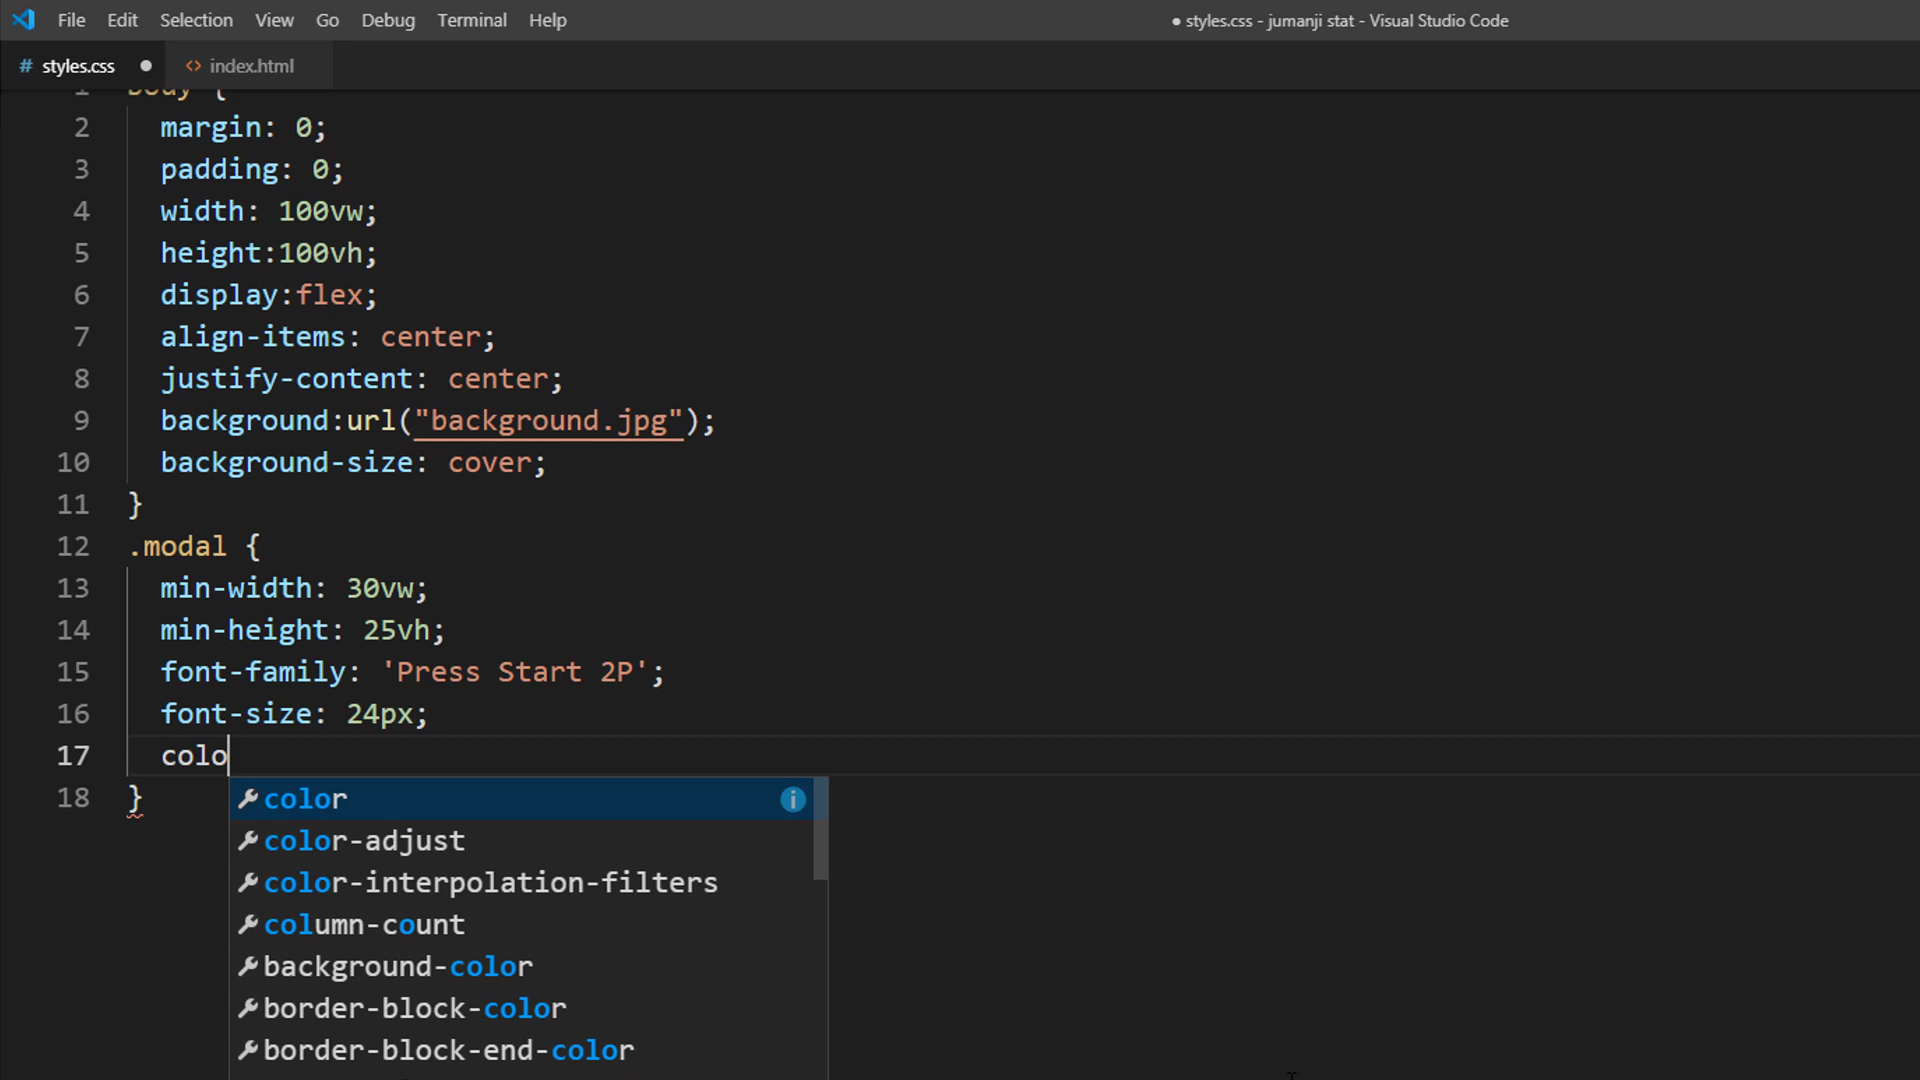 File Edit Selection View Go Debug Terminal Help ● styles.css - jumanji stat - Visual Studio Code
# styles.css ● <> index.html
1 body {
2 margin: 0;
3 padding: 0;
4 width: 100vw;
5 height:100vh;
6 display:flex;
7 align-items: center;
8 justify-content: center;
9 background:url("background.jpg");
10 background-size: cover;
11 }
12 .modal {
13 min-width: 30vw;
14 min-height: 25vh;
15 font-family: 'Press Start 2P';
16 font-size: 24px;
17 colo
18 }
color
color-adjust
color-interpolation-filters
column-count
background-color
border-block-color
border-block-end-color